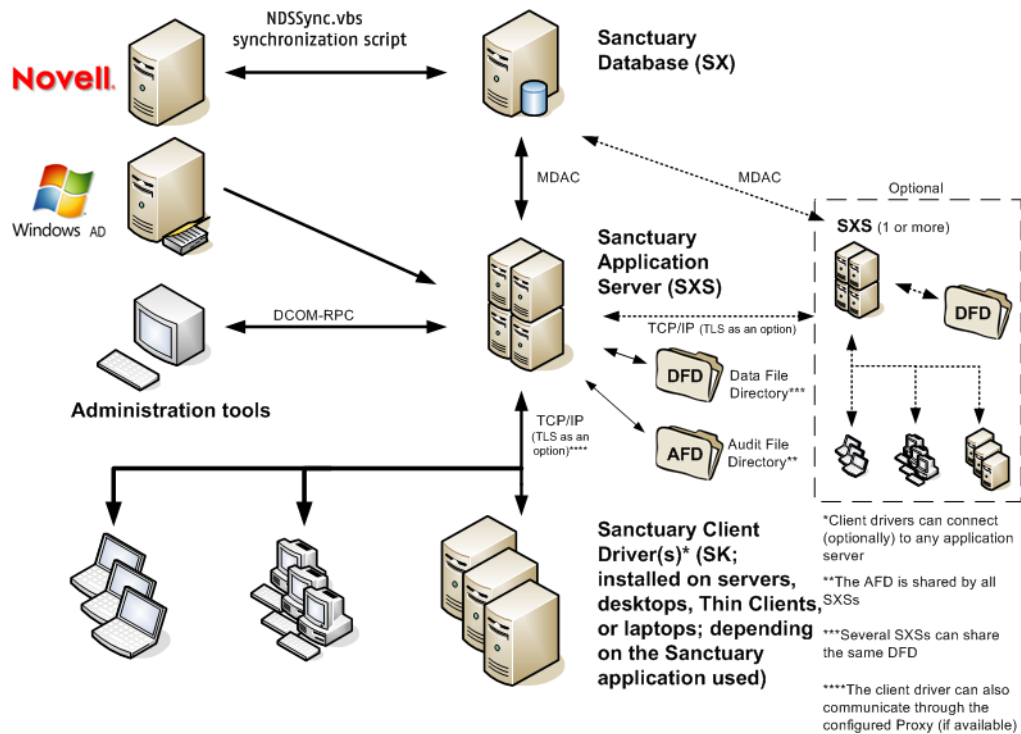 NDSSync.vbs
synchronization script
Novell.
Sanctuary
Database (SX)
Windows AD
MDAC
MDAC
Optional
SXS (1 or more)
DFD
Sanctuary
Application
Server (SXS)
DCOM-RPC
TCP/IP (TLS as an option)
Administration tools
DFD
Data File
Directory***
TCP/IP
(TLS as an
option)****
AFD
Audit File
Directory**
Sanctuary Client
Driver(s)* (SK;
installed on servers,
desktops, Thin Clients,
or laptops; depending
on the Sanctuary
application used)
*Client drivers can connect
(optionally) to any application
server
**The AFD is shared by all
SXSs
***Several SXSs can share
the same DFD
****The client driver can also
communicate through the
configured Proxy (if available)